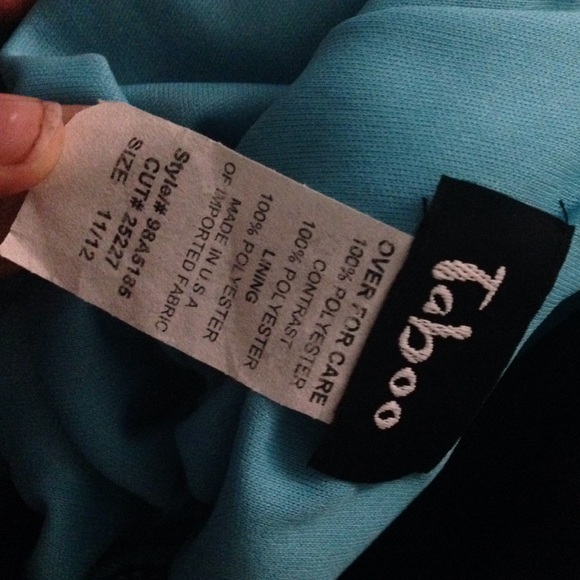 Taboo
OVER FOR CARE
100% POLYESTER
CONTRAST
100% POLYESTER
LINING
100% POLYESTER
MADE IN U S A
OF IMPORTED FABRIC
Style# 98A5186
CUT# 25227
SIZE 11/12